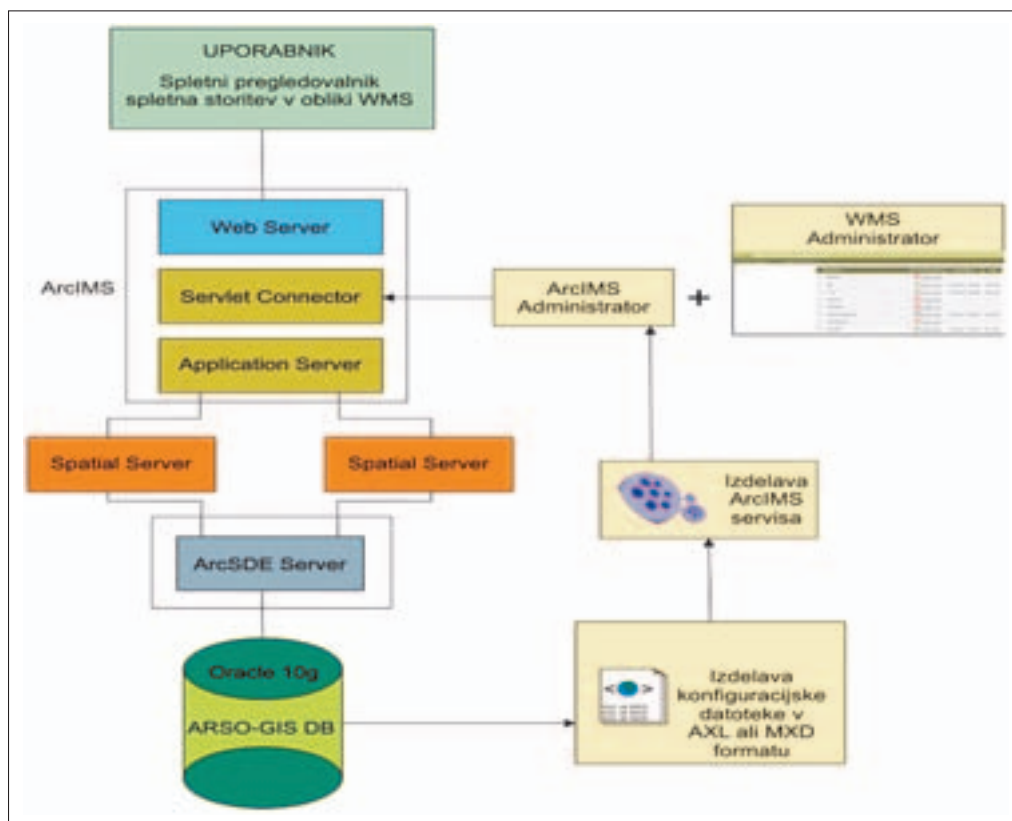 UPORABNIK
Spletni pregledovalnik
spletna storitev v obliki WMS
ArcIMS
Web Server
Servlet Connector
Application Server
ArcIMS
Administrator
+
WMS
Administrator
Spatial Server
Spatial Server
Izdelava
ArcIMS
servisa
ArcSDE Server
Oracle 10g
ARSO-GIS DB
<>
Izdelava
konfiguracijske
datoteke v
AXL ali MXD
formatu